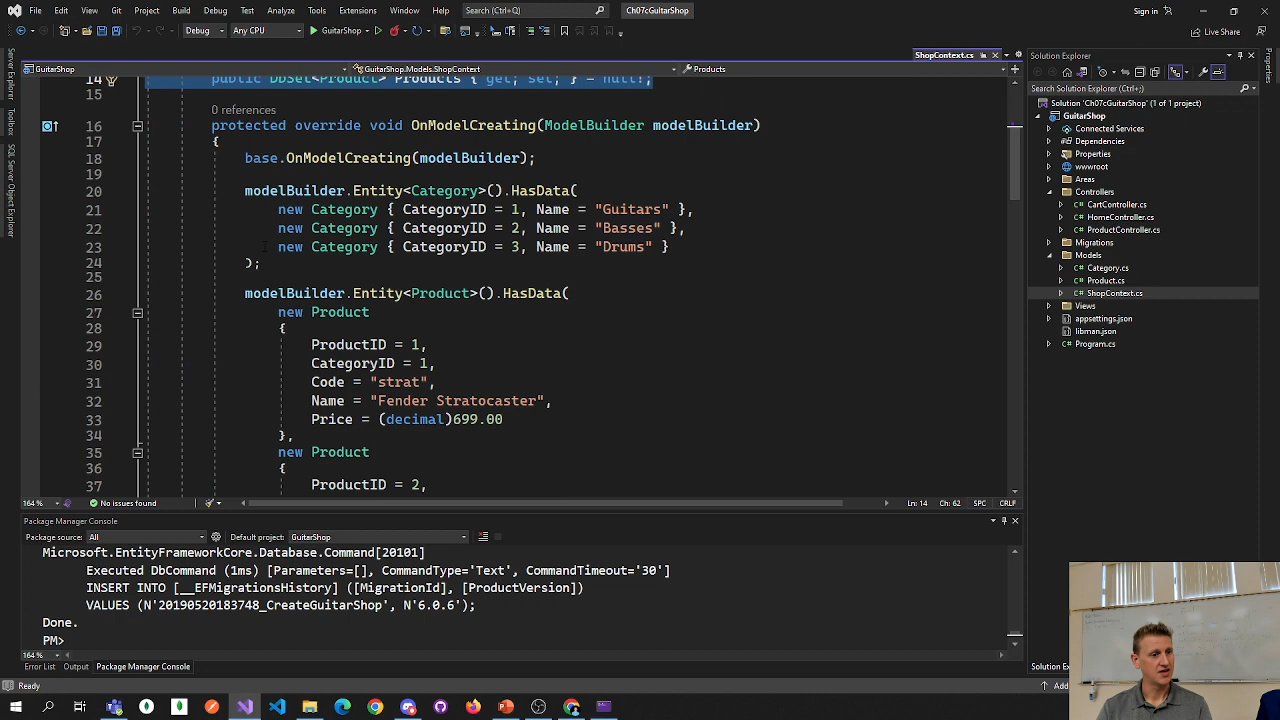 File Edit View Git Project Build Debug Test Analyze Tools Extensions Window Help Search (Ctrl+Q) Ch07cGuitarShop Sign in
Debug Any CPU GuitarShop Live Share
ShopContext.cs
GuitarShop GuitarShop.Models.ShopContext Products
14 public DbSet<Product> Products { get; set; } = null!;
15
0 references
16 protected override void OnModelCreating(ModelBuilder modelBuilder)
17 {
18 base.OnModelCreating(modelBuilder);
19
20 modelBuilder.Entity<Category>().HasData(
21 new Category { CategoryID = 1, Name = "Guitars" },
22 new Category { CategoryID = 2, Name = "Basses" },
23 new Category { CategoryID = 3, Name = "Drums" }
24 );
25
26 modelBuilder.Entity<Product>().HasData(
27 new Product
28 {
29 ProductID = 1,
30 CategoryID = 1,
31 Code = "strat",
32 Name = "Fender Stratocaster",
33 Price = (decimal)699.00
34 },
35 new Product
36 {
37 ProductID = 2,
164 % No issues found Ln: 14 Ch: 62 SPC CRLF
Package Manager Console
Package source: All Default project: GuitarShop
Microsoft.EntityFrameworkCore.Database.Command[20101]
Executed DbCommand (1ms) [Parameters=[], CommandType='Text', CommandTimeout='30']
INSERT INTO [__EFMigrationsHistory] ([MigrationId], [ProductVersion])
VALUES (N'20190520183748_CreateGuitarShop', N'6.0.6');
Done.
PM>
164 %
Error List Output Package Manager Console
Ready
Server Explorer
Toolbox
SQL Server Object Explorer
Solution Explorer
Search Solution Explorer (Ctrl+;)
Solution 'Ch07cGuitarShop' (1 of 1 project)
GuitarShop
Connected Services
Dependencies
Properties
wwwroot
Areas
Controllers
CartController.cs
HomeController.cs
ProductController.cs
Migrations
Models
Category.cs
Product.cs
ShopContext.cs
Views
appsettings.json
libman.json
Program.cs
Properties
Solution
Add